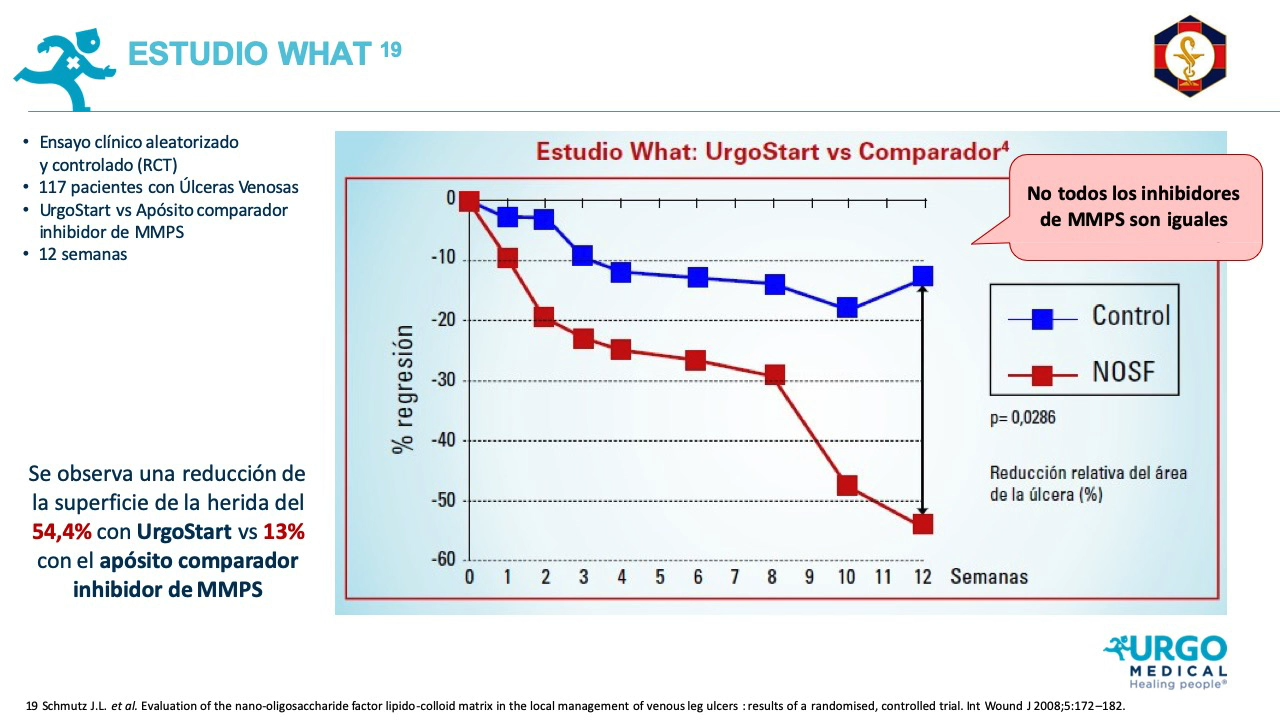 ESTUDIO WHAT 19
• Ensayo clínico aleatorizado
y controlado (RCT)
• 117 pacientes con Úlceras Venosas
• UrgoStart vs Apósito comparador
inhibidor de MMPS
• 12 semanas
Se observa una reducción de
la superficie de la herida del
54,4% con UrgoStart vs 13%
con el apósito comparador
inhibidor de MMPS
Estudio What: UrgoStart vs Comparador4
No todos los inhibidores
de MMPS son iguales
% regresión
0
-10
-20
-30
-40
-50
-60
0 1 2 3 4 5 6 7 8 9 10 11 12 Semanas
Control
NOSF
p= 0,0286
Reducción relativa del área
de la úlcera (%)
URGO
MEDICAL
Healing people®
19 Schmutz J.L. et al. Evaluation of the nano-oligosaccharide factor lipido-colloid matrix in the local management of venous leg ulcers : results of a randomised, controlled trial. Int Wound J 2008;5:172–182.